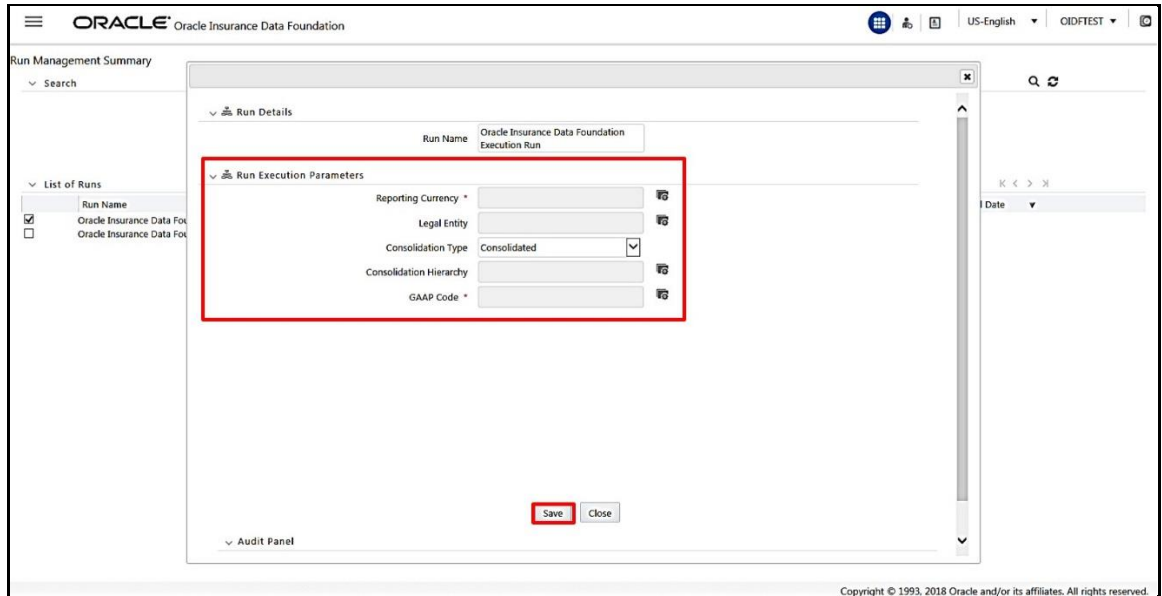 ORACLE® Oracle Insurance Data Foundation
US-English
OIDFTEST
Run Management Summary
Search
Run Details
Run Name
Oracle Insurance Data Foundation
Execution Run
Run Execution Parameters
Reporting Currency *
Legal Entity
Consolidation Type
Consolidated
Consolidation Hierarchy
GAAP Code *
List of Runs
Run Name
Date
Oracle Insurance Data Fou
Oracle Insurance Data Fou
Save
Close
Audit Panel
Copyright © 1993, 2018 Oracle and/or its affiliates. All rights reserved.